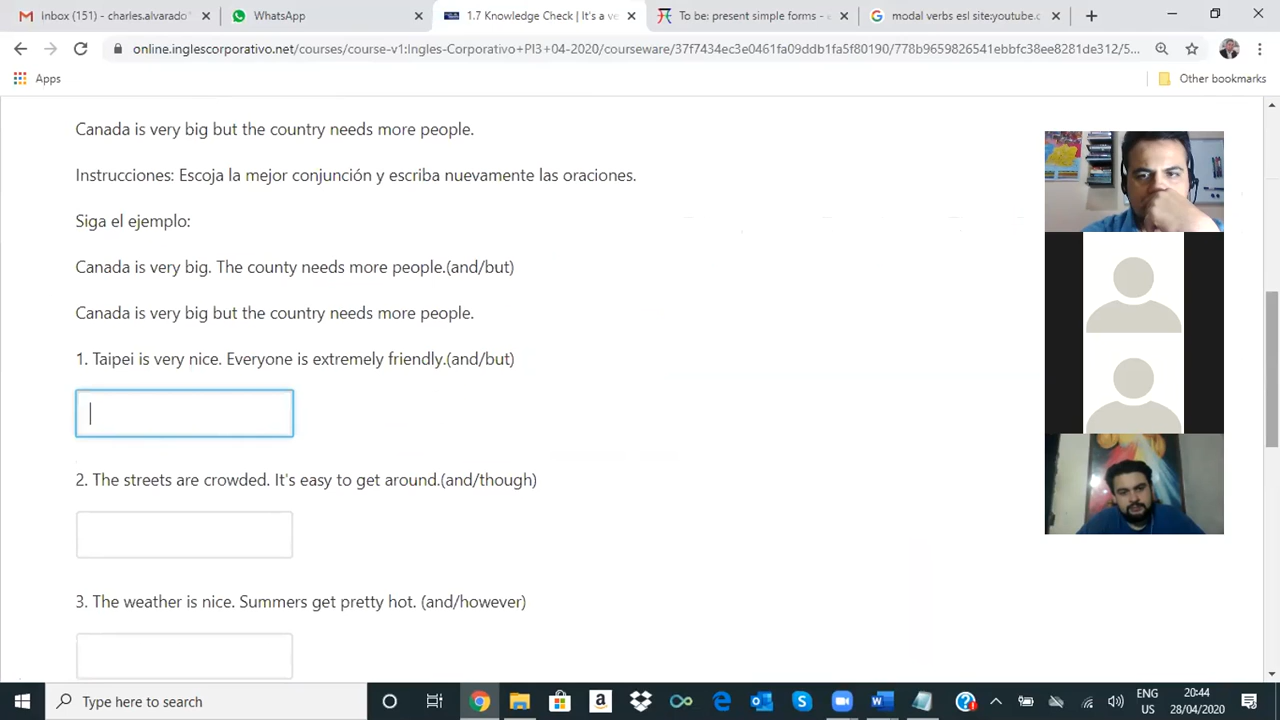 Inbox (151) - charles.alvarado
WhatsApp
1.7 Knowledge Check | It's a ve
To be: present simple forms - e
modal verbs esl site:youtube.c
online.inglescorporativo.net/courses/course-v1:Ingles-Corporativo+PI3+04-2020/courseware/37f7434ec3e0461fa09ddb1fa5f80190/778b9659826541ebbfc38ee8281de312/5...
Apps
Other bookmarks
Canada is very big but the country needs more people.
Instrucciones: Escoja la mejor conjunción y escriba nuevamente las oraciones.
Siga el ejemplo:
Canada is very big. The county needs more people.(and/but)
Canada is very big but the country needs more people.
1. Taipei is very nice. Everyone is extremely friendly.(and/but)
2. The streets are crowded. It's easy to get around.(and/though)
3. The weather is nice. Summers get pretty hot. (and/however)
Type here to search
ENG
US
20:44
28/04/2020